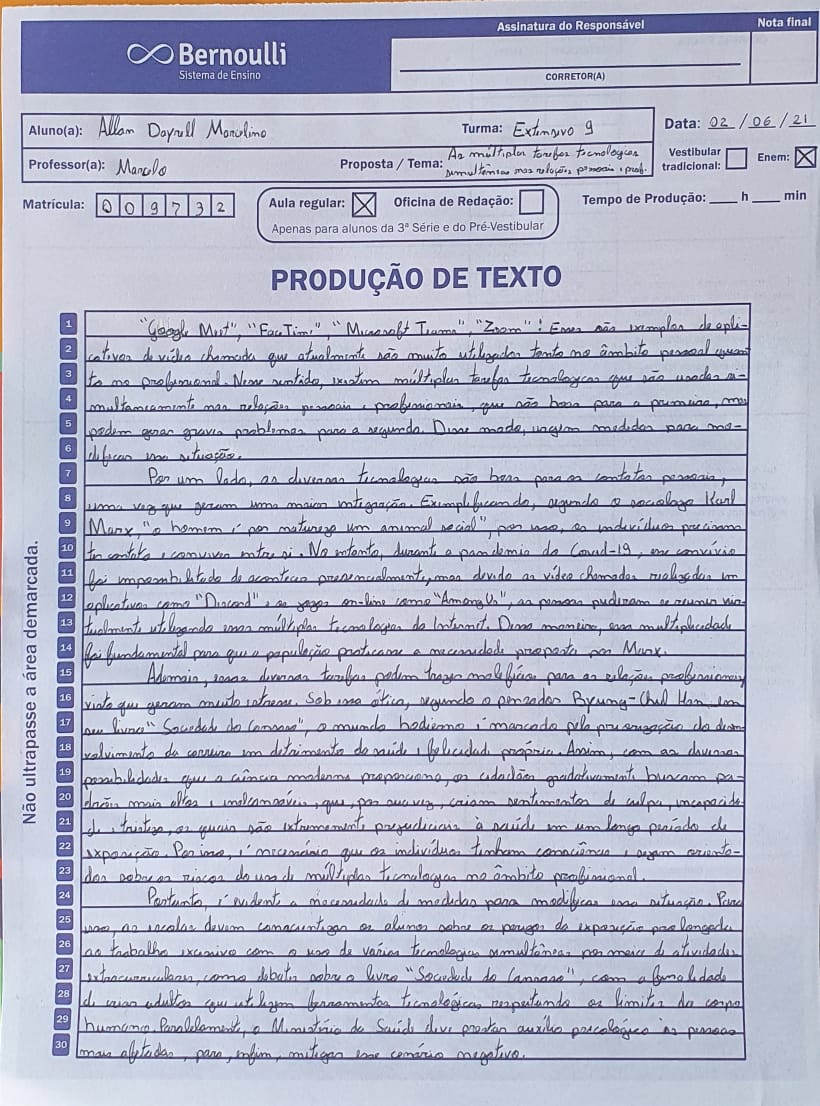 Assinatura do Responsável
Nota final
Bernoulli
Sistema de Ensino
CORRETOR(A)
Aluno(a): Allan Dayrell Marcolino
Turma: Extensivo 9
Data: 02/06/21
Professor(a): Marcelo
Proposta / Tema: As múltiplas tarefas tecnológicas
simultâneas nas relações pessoais e prof.
Vestibular tradicional:
Enem: X
Matrícula: 009732
Aula regular: X Oficina de Redação:
Apenas para alunos da 3ª Série e do Pré-Vestibular
Tempo de Produção: ____ h ____ min
PRODUÇÃO DE TEXTO
Não ultrapasse a área demarcada.
1 "Google Meet", "FaceTime", "Microsoft Teams", "Zoom"! Esses são exemplos de apli-
2 cativos de vídeo chamada que atualmente são muito utilizados tanto no âmbito pessoal quan
3 to no profissional. Nesse sentido, existem múltiplas tarefas tecnológicas que são usadas si-
4 multaneamente nas relações pessoais e profissionais, que são boas para a primeira, mas
5 podem gerar graves problemas para a segunda. Desse modo, urgem medidas para mo-
6 dificar essa situação.
7 Por um lado, as diversas tecnologias são boas para os contatos pessoais,
8 uma vez que geram uma maior integração. Exemplificando, segundo o sociólogo Karl
9 Marx, "o homem é por natureza um animal social", por isso, os indivíduos precisam
10 ter contato e conviver entre si. No entanto, durante a pandemia da Covid-19, esse convívio
11 foi impossibilitado de acontecer presencialmente, mas devido as vídeo chamadas realizadas em
12 aplicativos como "Discord" e ao jogos on-line como "Among Us", as pessoas puderam se reunir vir-
13 tualmente utilizando essas múltiplas tecnologias da Internet. Dessa maneira, essa multiplicidade
14 foi fundamental para que a população praticasse a necessidade proposta por Marx.
15 Ademais, essas diversas tarefas podem trazer malefícios para as relações profissionais
16 visto que geram muito estresse. Sob essa ótica, segundo o pensador Byung-Chul Han, em
17 seu livro "Sociedade do Cansaço", o mundo hodierno é marcado pela priorização do desen
18 volvimento da carreira em detrimento da saúde e felicidade própria. Assim, com as diversas
19 possibilidades que a ciência moderna proporciona, os cidadãos gradativamente buscam pa-
20 drões mais altos e inalcansáveis, que, por sua vez, criam sentimentos de culpa, incapacida
21 de e tristeza, os quais são extremamente prejudiciais à saúde em um longo período de
22 exposição. Por isso, é necessário que os indivíduos tenham consciência e sejam orienta-
23 dos sobre os riscos do uso de múltiplas tecnologias no âmbito profissional.
24 Portanto, é evidente a necessidade de medidas para modificar essa situação. Para
25 isso, as escolas devem conscientizar os alunos sobre os perigos da exposição prolongada
26 ao trabalho excessivo com o uso de várias tecnologias simultâneas por meio de atividades
27 extracurriculares, como debates sobre o livro "Sociedade do Cansaço", com a finalidade
28 de criar adultos que utilizem ferramentas tecnológicas respeitando os limites do corpo
29 humano. Paralelamente, o Ministério da Saúde deve prestar auxílio psicológico às pessoas
30 mais afetadas, para, enfim, mitigar esse cenário negativo.